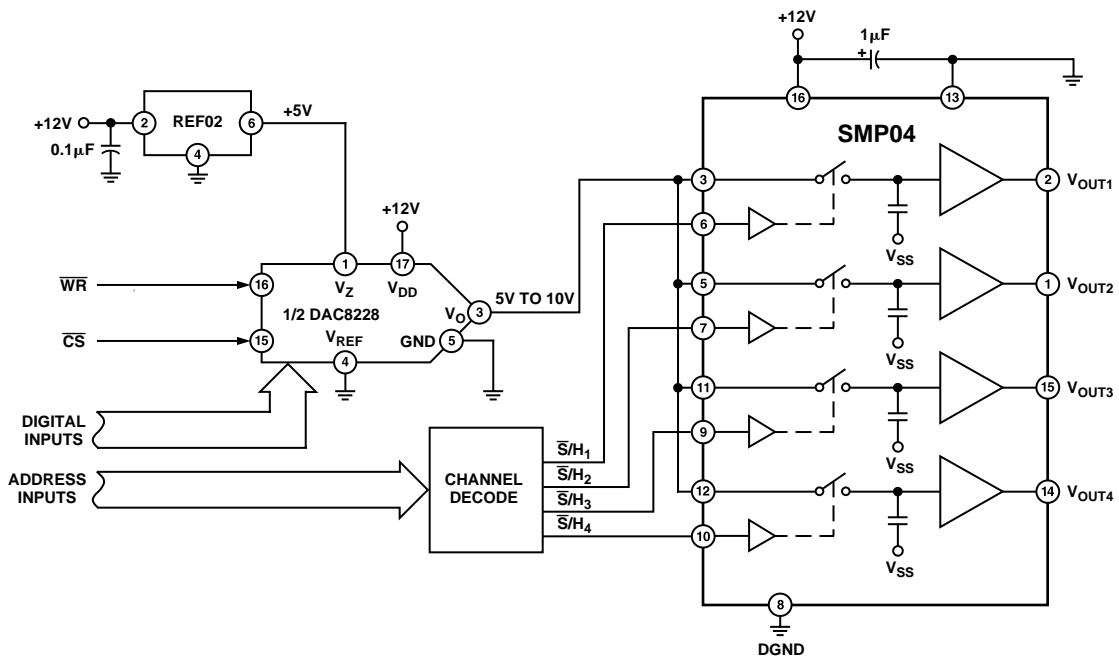 +12V
1μF
+
16
13
SMP04
+12V
2
REF02
6
+5V
4
0.1μF
+12V
3
2
VOUT1
6
VSS
WR
16
1
VZ
17
VDD
5V TO 10V
3
VO
1/2 DAC8228
CS
15
VREF
GND
5
4
5
1
VOUT2
7
VSS
11
15
VOUT3
9
VSS
DIGITAL
INPUTS
ADDRESS
INPUTS
CHANNEL
DECODE
S/H1
S/H2
S/H3
S/H4
12
14
VOUT4
10
VSS
8
DGND